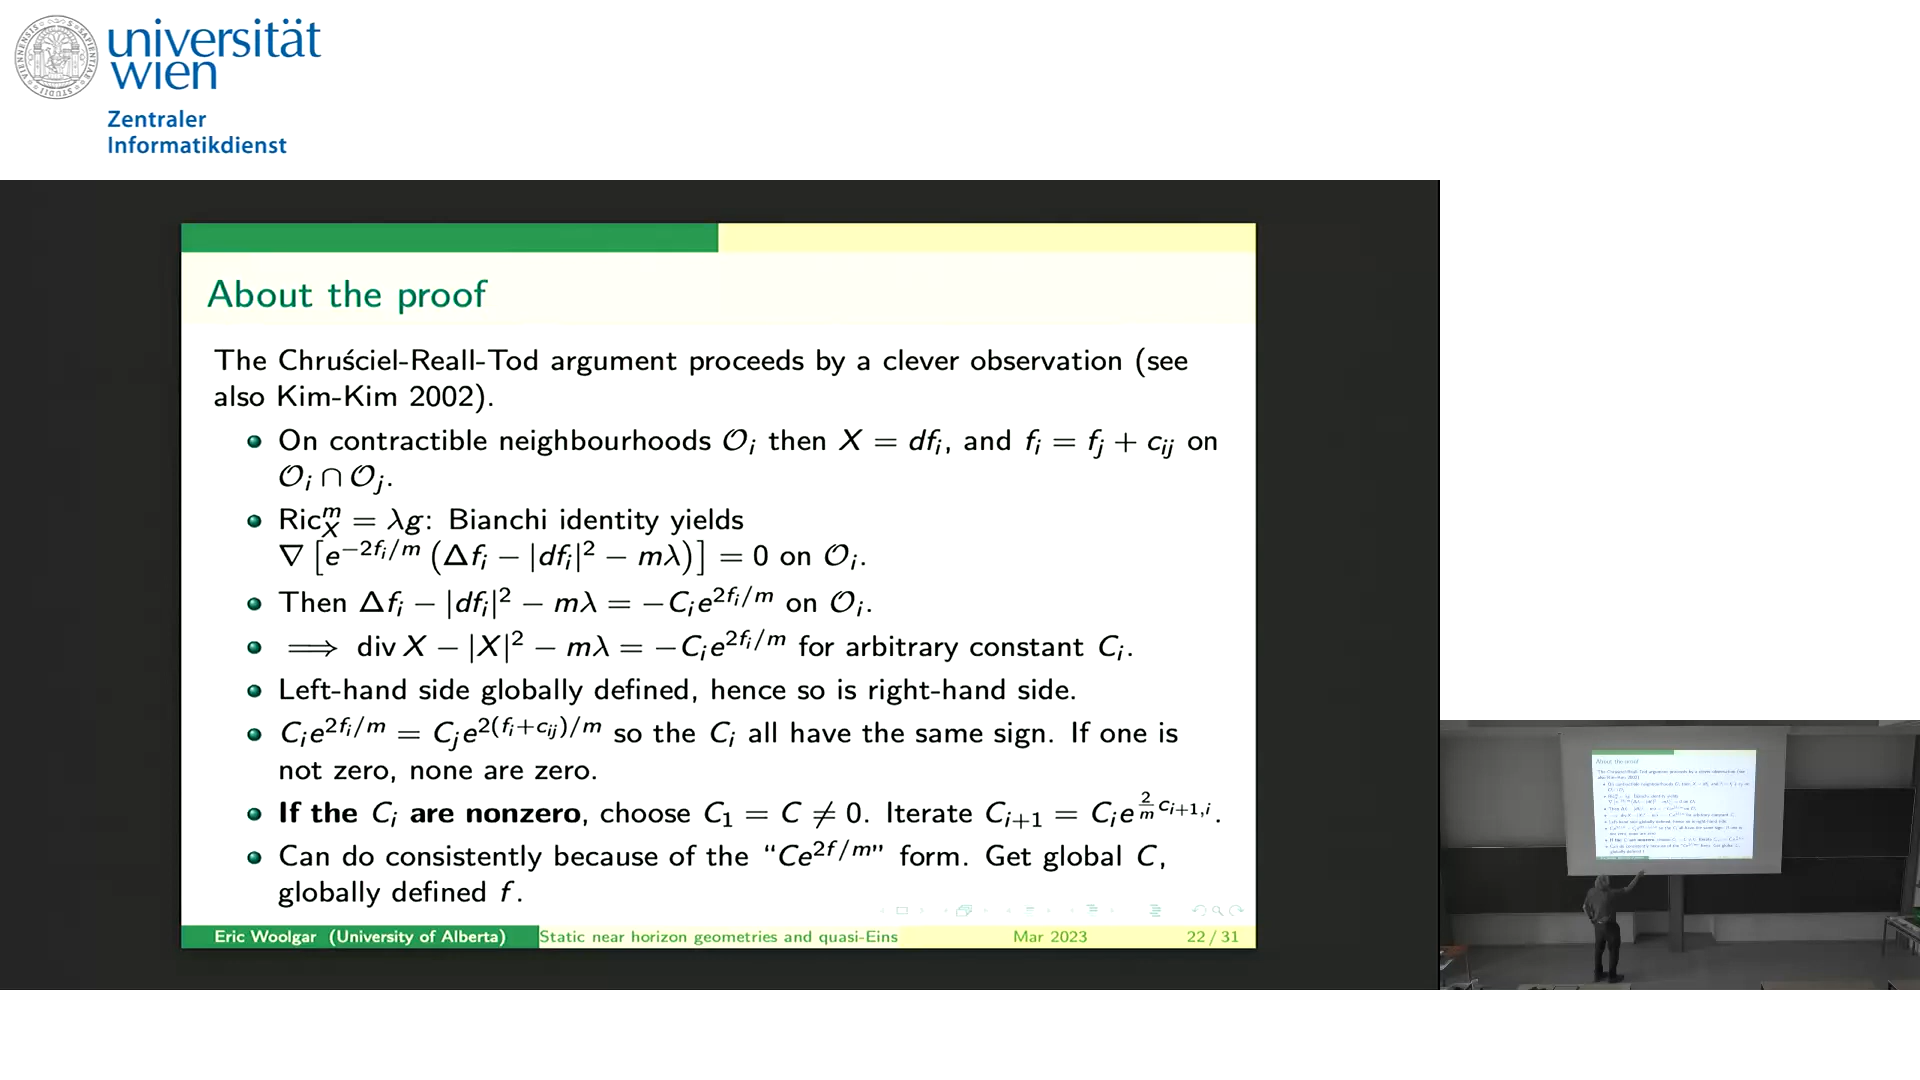 universität
wien
Zentraler
Informatikdienst
About the proof
The Chruściel-Reall-Tod argument proceeds by a clever observation (see
also Kim-Kim 2002).
On contractible neighbourhoods 𝒪ᵢ then X = dfᵢ, and fᵢ = fⱼ + cᵢⱼ on
𝒪ᵢ ∩ 𝒪ⱼ.
Ric_X^m = λg: Bianchi identity yields
∇ [e^{−2fᵢ/m} (Δfᵢ − |dfᵢ|² − mλ)] = 0 on 𝒪ᵢ.
Then Δfᵢ − |dfᵢ|² − mλ = −Cᵢe^{2fᵢ/m} on 𝒪ᵢ.
⟹ div X − |X|² − mλ = −Cᵢe^{2fᵢ/m} for arbitrary constant Cᵢ.
Left-hand side globally defined, hence so is right-hand side.
Cᵢe^{2fᵢ/m} = Cⱼe^{2(fᵢ+cᵢⱼ)/m} so the Cᵢ all have the same sign. If one is
not zero, none are zero.
If the Cᵢ are nonzero, choose C₁ = C ≠ 0. Iterate C_{i+1} = Cᵢe^{\frac{2}{m}c_{i+1,i}}.
Can do consistently because of the “Ce^{2f/m}” form. Get global C,
globally defined f.
Eric Woolgar (University of Alberta) Static near horizon geometries and quasi-Eins Mar 2023 22 / 31
About the proof